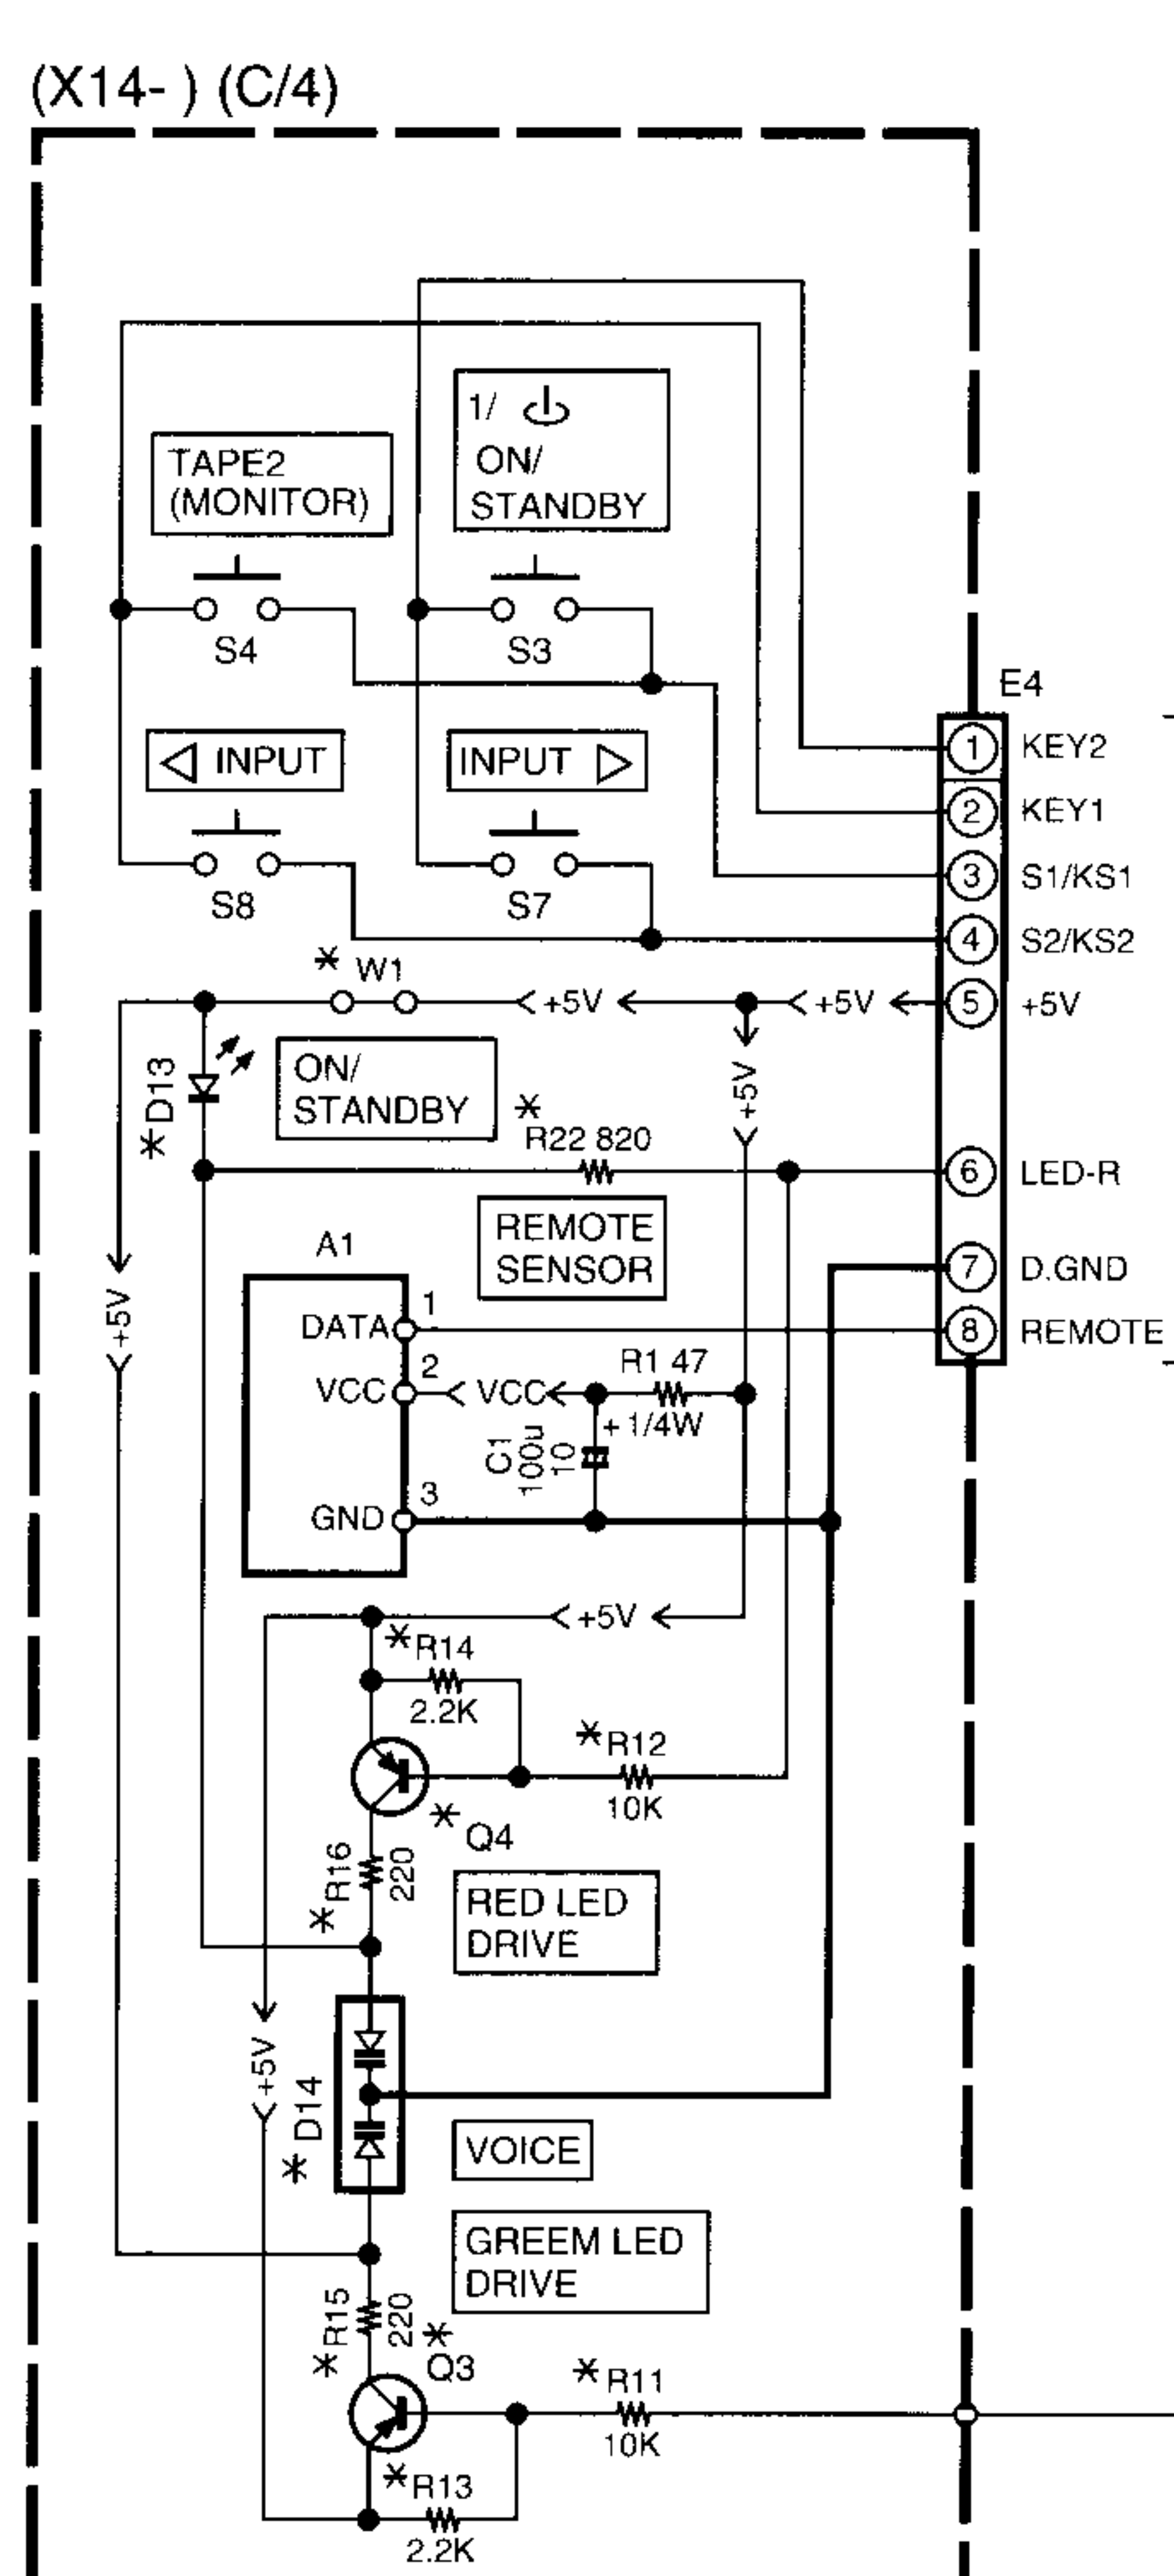 (X14- ) (C/4)
1/
TAPE2
(MONITOR)
ON/
STANDBY
S4
S3
E4
INPUT
INPUT
1
KEY2
2
KEY1
S8
S7
3
S1/KS1
4
S2/KS2
* W1
+5V
+5V
5
+5V
ON/
STANDBY
*D13
+5V
*
R22 820
6
LED-R
REMOTE
SENSOR
A1
7
D.GND
+5V
DATA
1
8
REMOTE
R1 47
VCC
2
VCC
+ 1/4W
C1
100u
10
GND
3
+5V
*R14
2.2K
*R12
10K
*Q4
*R16
220
RED LED
DRIVE
+5V
*D14
VOICE
GREEM LED
DRIVE
*R15
220
*
Q3
*R11
10K
*R13
2.2K